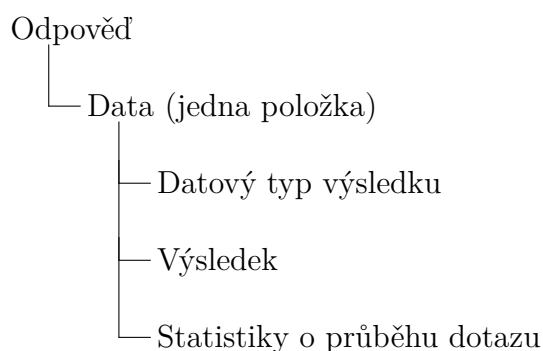 Odpověď
Data (jedna položka)
Datový typ výsledku
Výsledek
Statistiky o průběhu dotazu